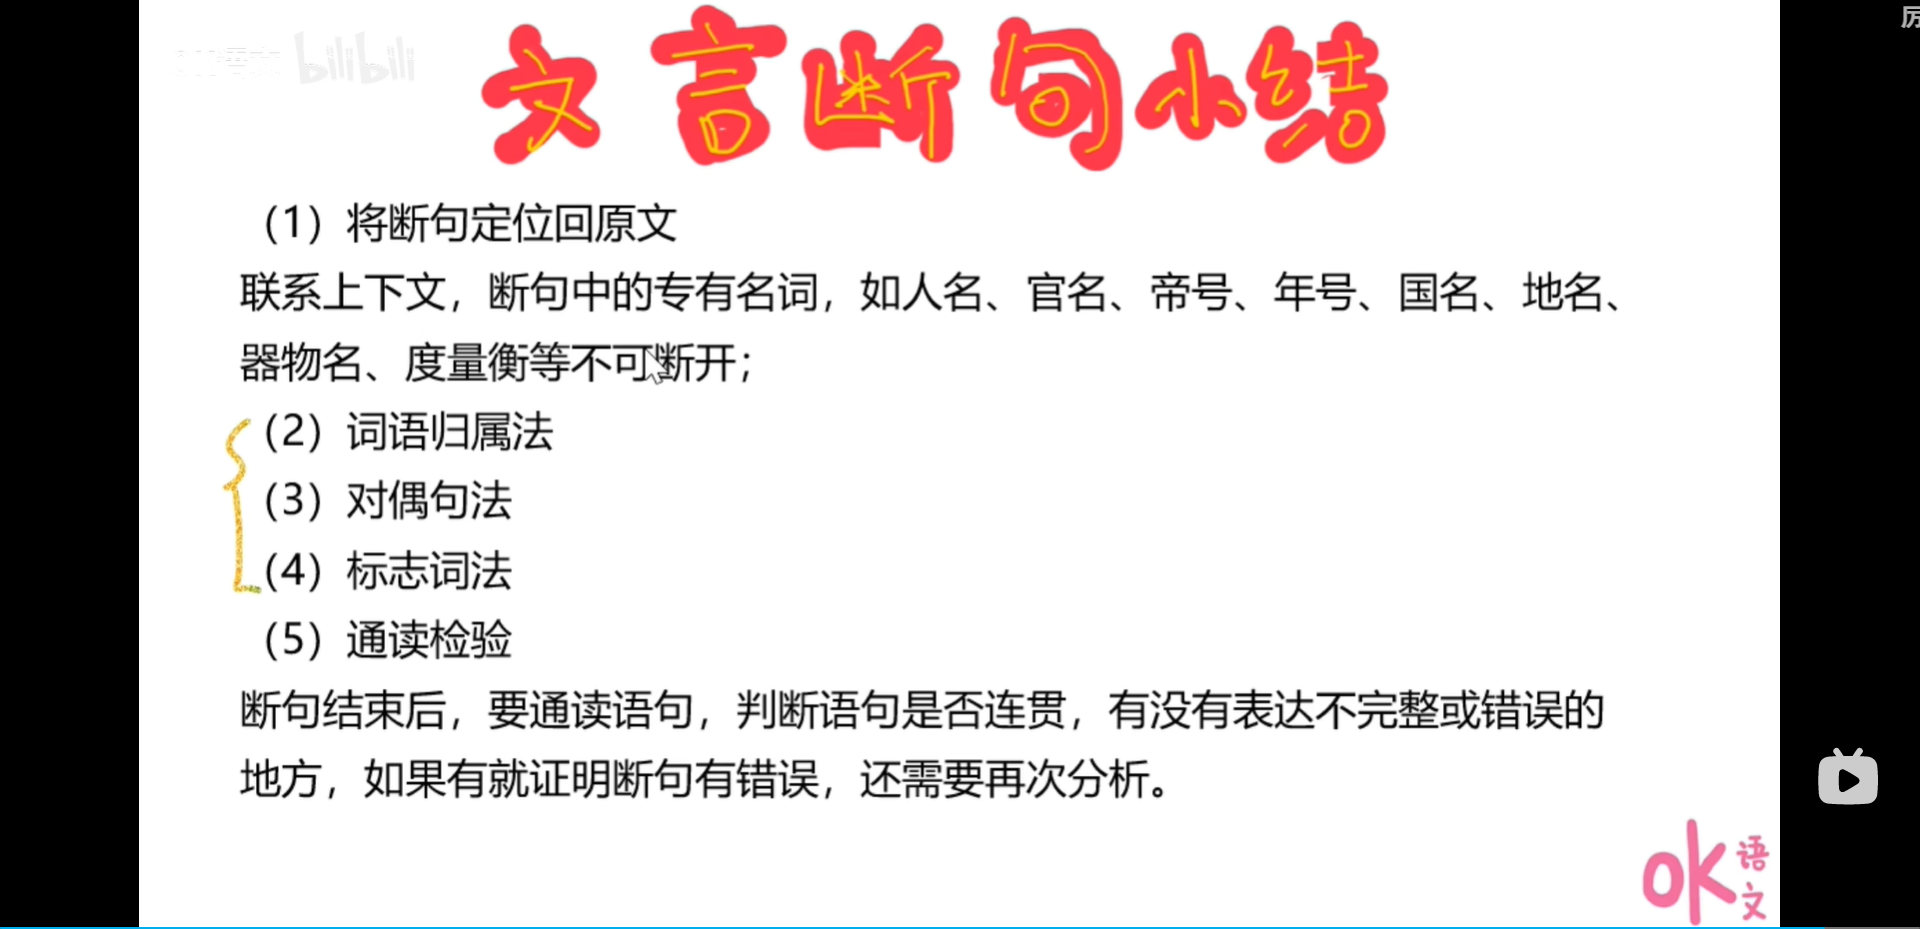 bilibili
文言断句小结
（1）将断句定位回原文
联系上下文，断句中的专有名词，如人名、官名、帝号、年号、国名、地名、
器物名、度量衡等不可断开；
（2）词语归属法
（3）对偶句法
（4）标志词法
（5）通读检验
断句结束后，要通读语句，判断语句是否连贯，有没有表达不完整或错误的
地方，如果有就证明断句有错误，还需要再次分析。
ok语文